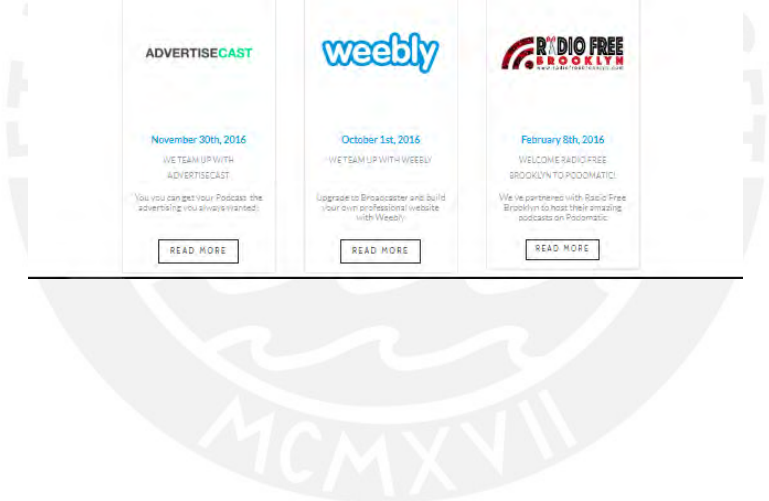 ADVERTISECAST
November 30th, 2016
WE TEAM UP WITH
ADVERTISECAST
You you can get your Podcast the
advertising you always wanted!
READ MORE
weebly
October 1st, 2016
WE TEAM UP WITH WEEBLY
Upgrade to Broadcaster and build
your own professional website
with Weebly
READ MORE
RADIO FREE
BROOKLYN
www.radiofreebrooklyn.com
February 8th, 2016
WELCOME RADIO FREE
BROOKLYN TO PODOMATIC!
We've partnered with Radio Free
Brooklyn to host their amazing
podcasts on Podomatic
READ MORE
MCMXVII